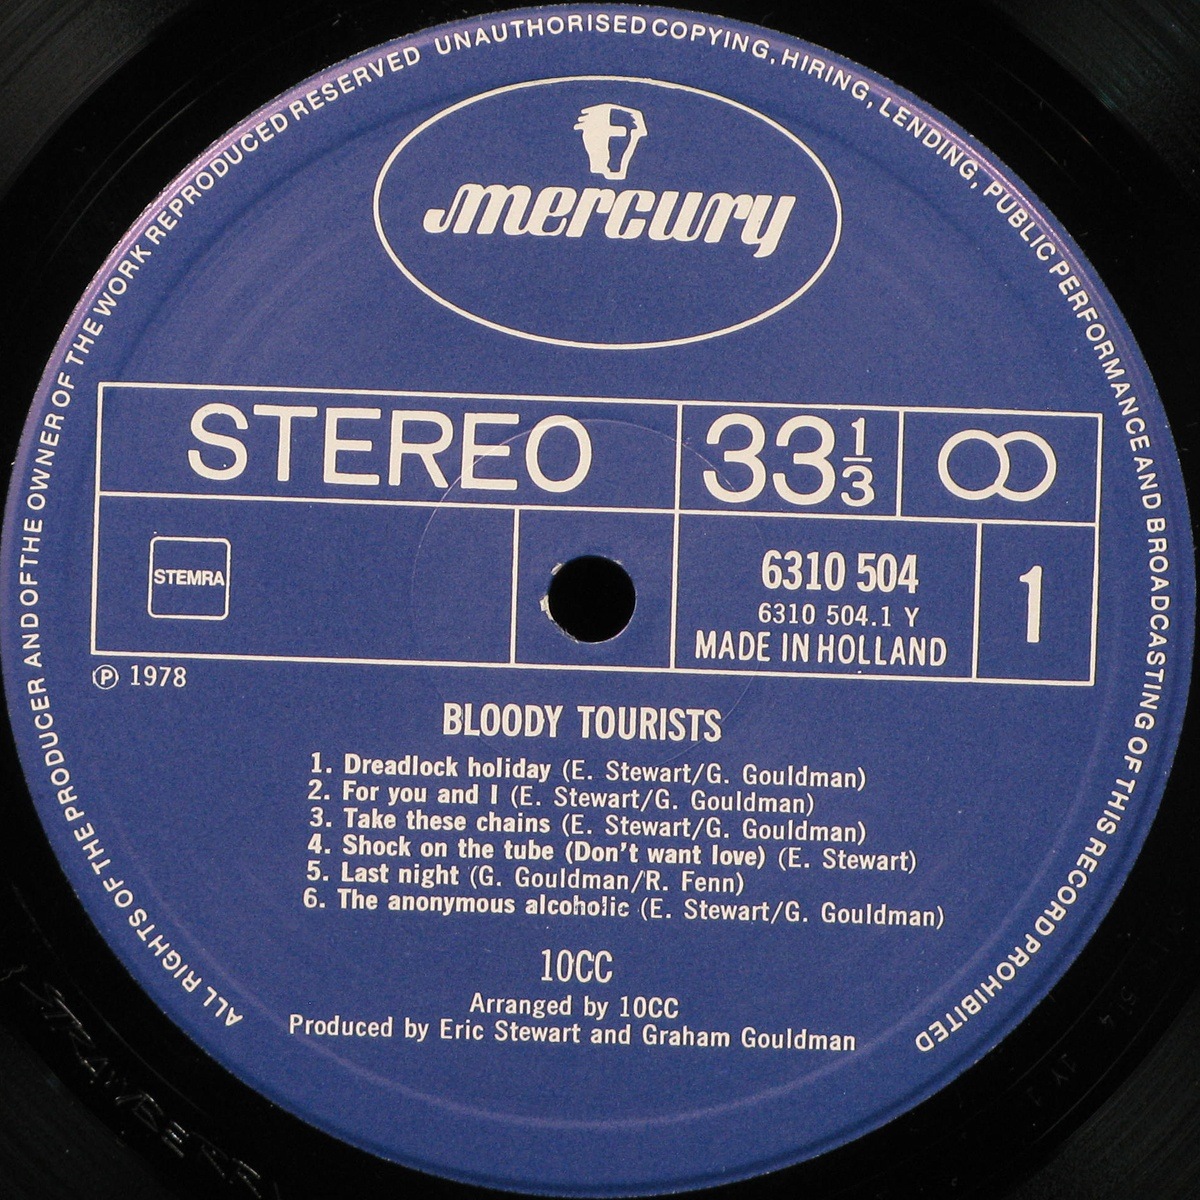 ALL RIGHTS OF THE PRODUCER AND OF THE OWNER OF THE WORK REPRODUCED RESERVED UNAUTHORISED COPYING, HIRING, LENDING, PUBLIC PERFORMANCE AND BROADCASTING OF THIS RECORD PROHIBITED
mercury
STEREO 33 1/3
STEMRA
6310 504
6310 504.1 Y
MADE IN HOLLAND
1
Ⓟ 1978
BLOODY TOURISTS
1. Dreadlock holiday (E. Stewart/G. Gouldman)
2. For you and I (E. Stewart/G. Gouldman)
3. Take these chains (E. Stewart/G. Gouldman)
4. Shock on the tube (Don't want love) (E. Stewart)
5. Last night (G. Gouldman/R. Fenn)
6. The anonymous alcoholic (E. Stewart/G. Gouldman)
10CC
Arranged by 10CC
Produced by Eric Stewart and Graham Gouldman